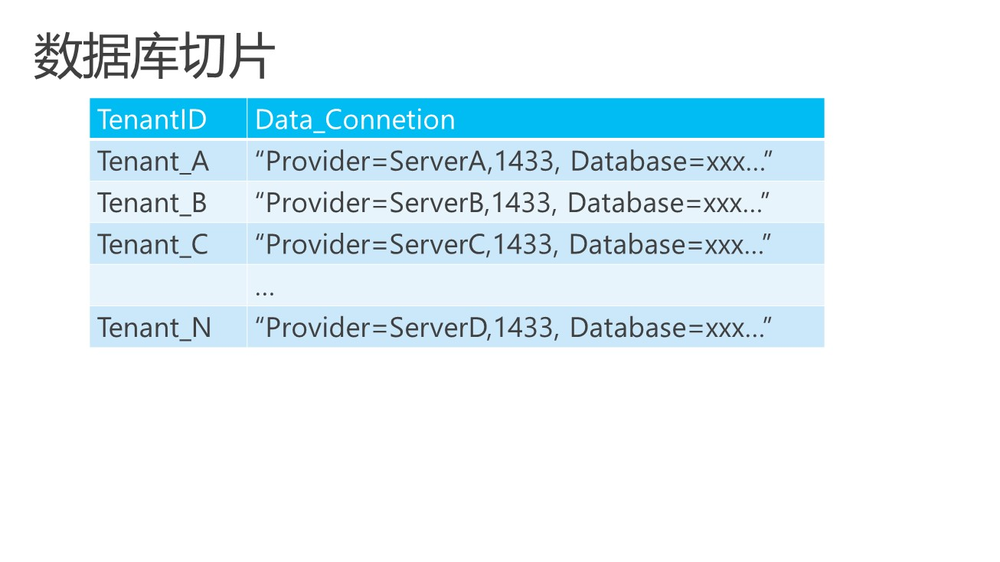 数据库切片
TenantID Data_Connetion
Tenant_A “Provider=ServerA,1433, Database=xxx…”
Tenant_B “Provider=ServerB,1433, Database=xxx…”
Tenant_C “Provider=ServerC,1433, Database=xxx…”
…
Tenant_N “Provider=ServerD,1433, Database=xxx…”